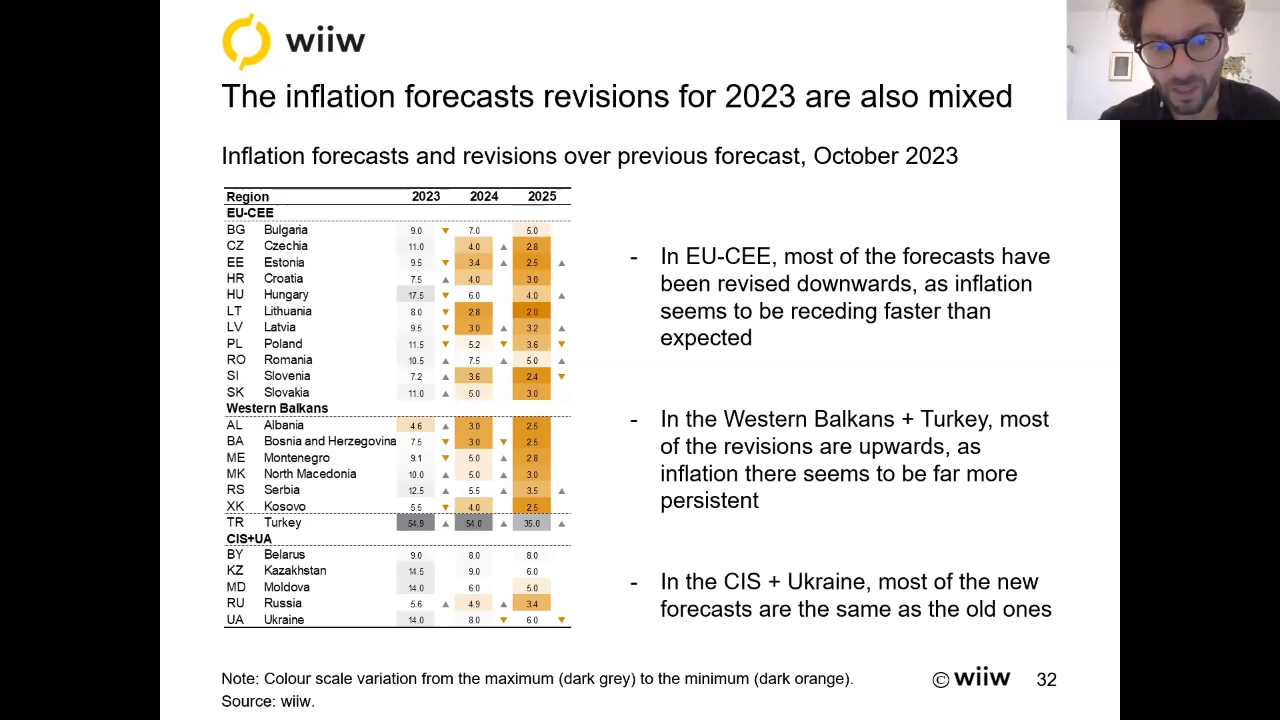 wiiw
The inflation forecasts revisions for 2023 are also mixed
Inflation forecasts and revisions over previous forecast, October 2023
Region 2023 2024 2025
EU-CEE
BG Bulgaria 9.0 ▼ 7.0 5.0
CZ Czechia 11.0 4.0 ▲ 2.8
EE Estonia 9.5 ▼ 3.4 ▲ 2.5 ▲
HR Croatia 7.5 ▲ 4.0 3.0
HU Hungary 17.5 ▼ 6.0 4.0 ▲
LT Lithuania 8.0 ▼ 2.8 2.0
LV Latvia 9.5 ▼ 3.0 ▲ 3.2 ▲
PL Poland 11.5 ▼ 5.2 ▼ 3.6 ▼
RO Romania 10.5 ▲ 7.5 ▲ 5.0 ▲
SI Slovenia 7.2 ▲ 3.6 2.4 ▼
SK Slovakia 11.0 ▲ 5.0 3.0
Western Balkans
AL Albania 4.6 ▲ 3.0 2.5
BA Bosnia and Herzegovina 7.5 ▼ 3.0 ▼ 2.5
ME Montenegro 9.1 ▼ 5.0 ▲ 2.8
MK North Macedonia 10.0 ▲ 5.0 ▲ 3.0
RS Serbia 12.5 ▲ 5.5 ▲ 3.5 ▲
XK Kosovo 5.5 ▼ 4.0 2.5
TR Turkey 54.9 ▲ 54.0 ▲ 35.0 ▲
CIS+UA
BY Belarus 9.0 8.0 8.0
KZ Kazakhstan 14.5 9.0 6.0
MD Moldova 14.0 6.0 5.0
RU Russia 5.6 ▲ 4.9 ▲ 3.4
UA Ukraine 14.0 8.0 ▼ 6.0 ▼
- In EU-CEE, most of the forecasts have
been revised downwards, as inflation
seems to be receding faster than
expected
- In the Western Balkans + Turkey, most
of the revisions are upwards, as
inflation there seems to be far more
persistent
- In the CIS + Ukraine, most of the new
forecasts are the same as the old ones
Note: Colour scale variation from the maximum (dark grey) to the minimum (dark orange).
Source: wiiw.
© wiiw 32